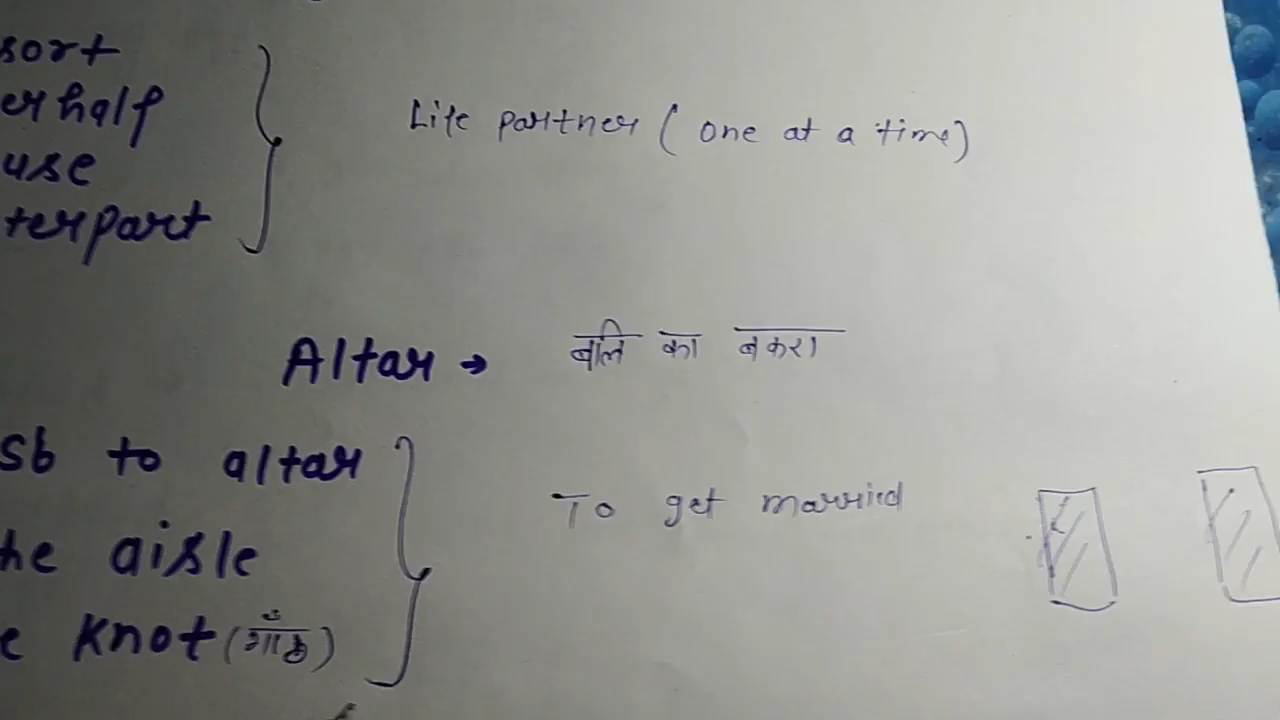 sort
er half
use
terpart
Life partner (one at a time)
Altar → बलि का बकरा
sb to altar
he aisle
e knot (गाँठ)
To get married